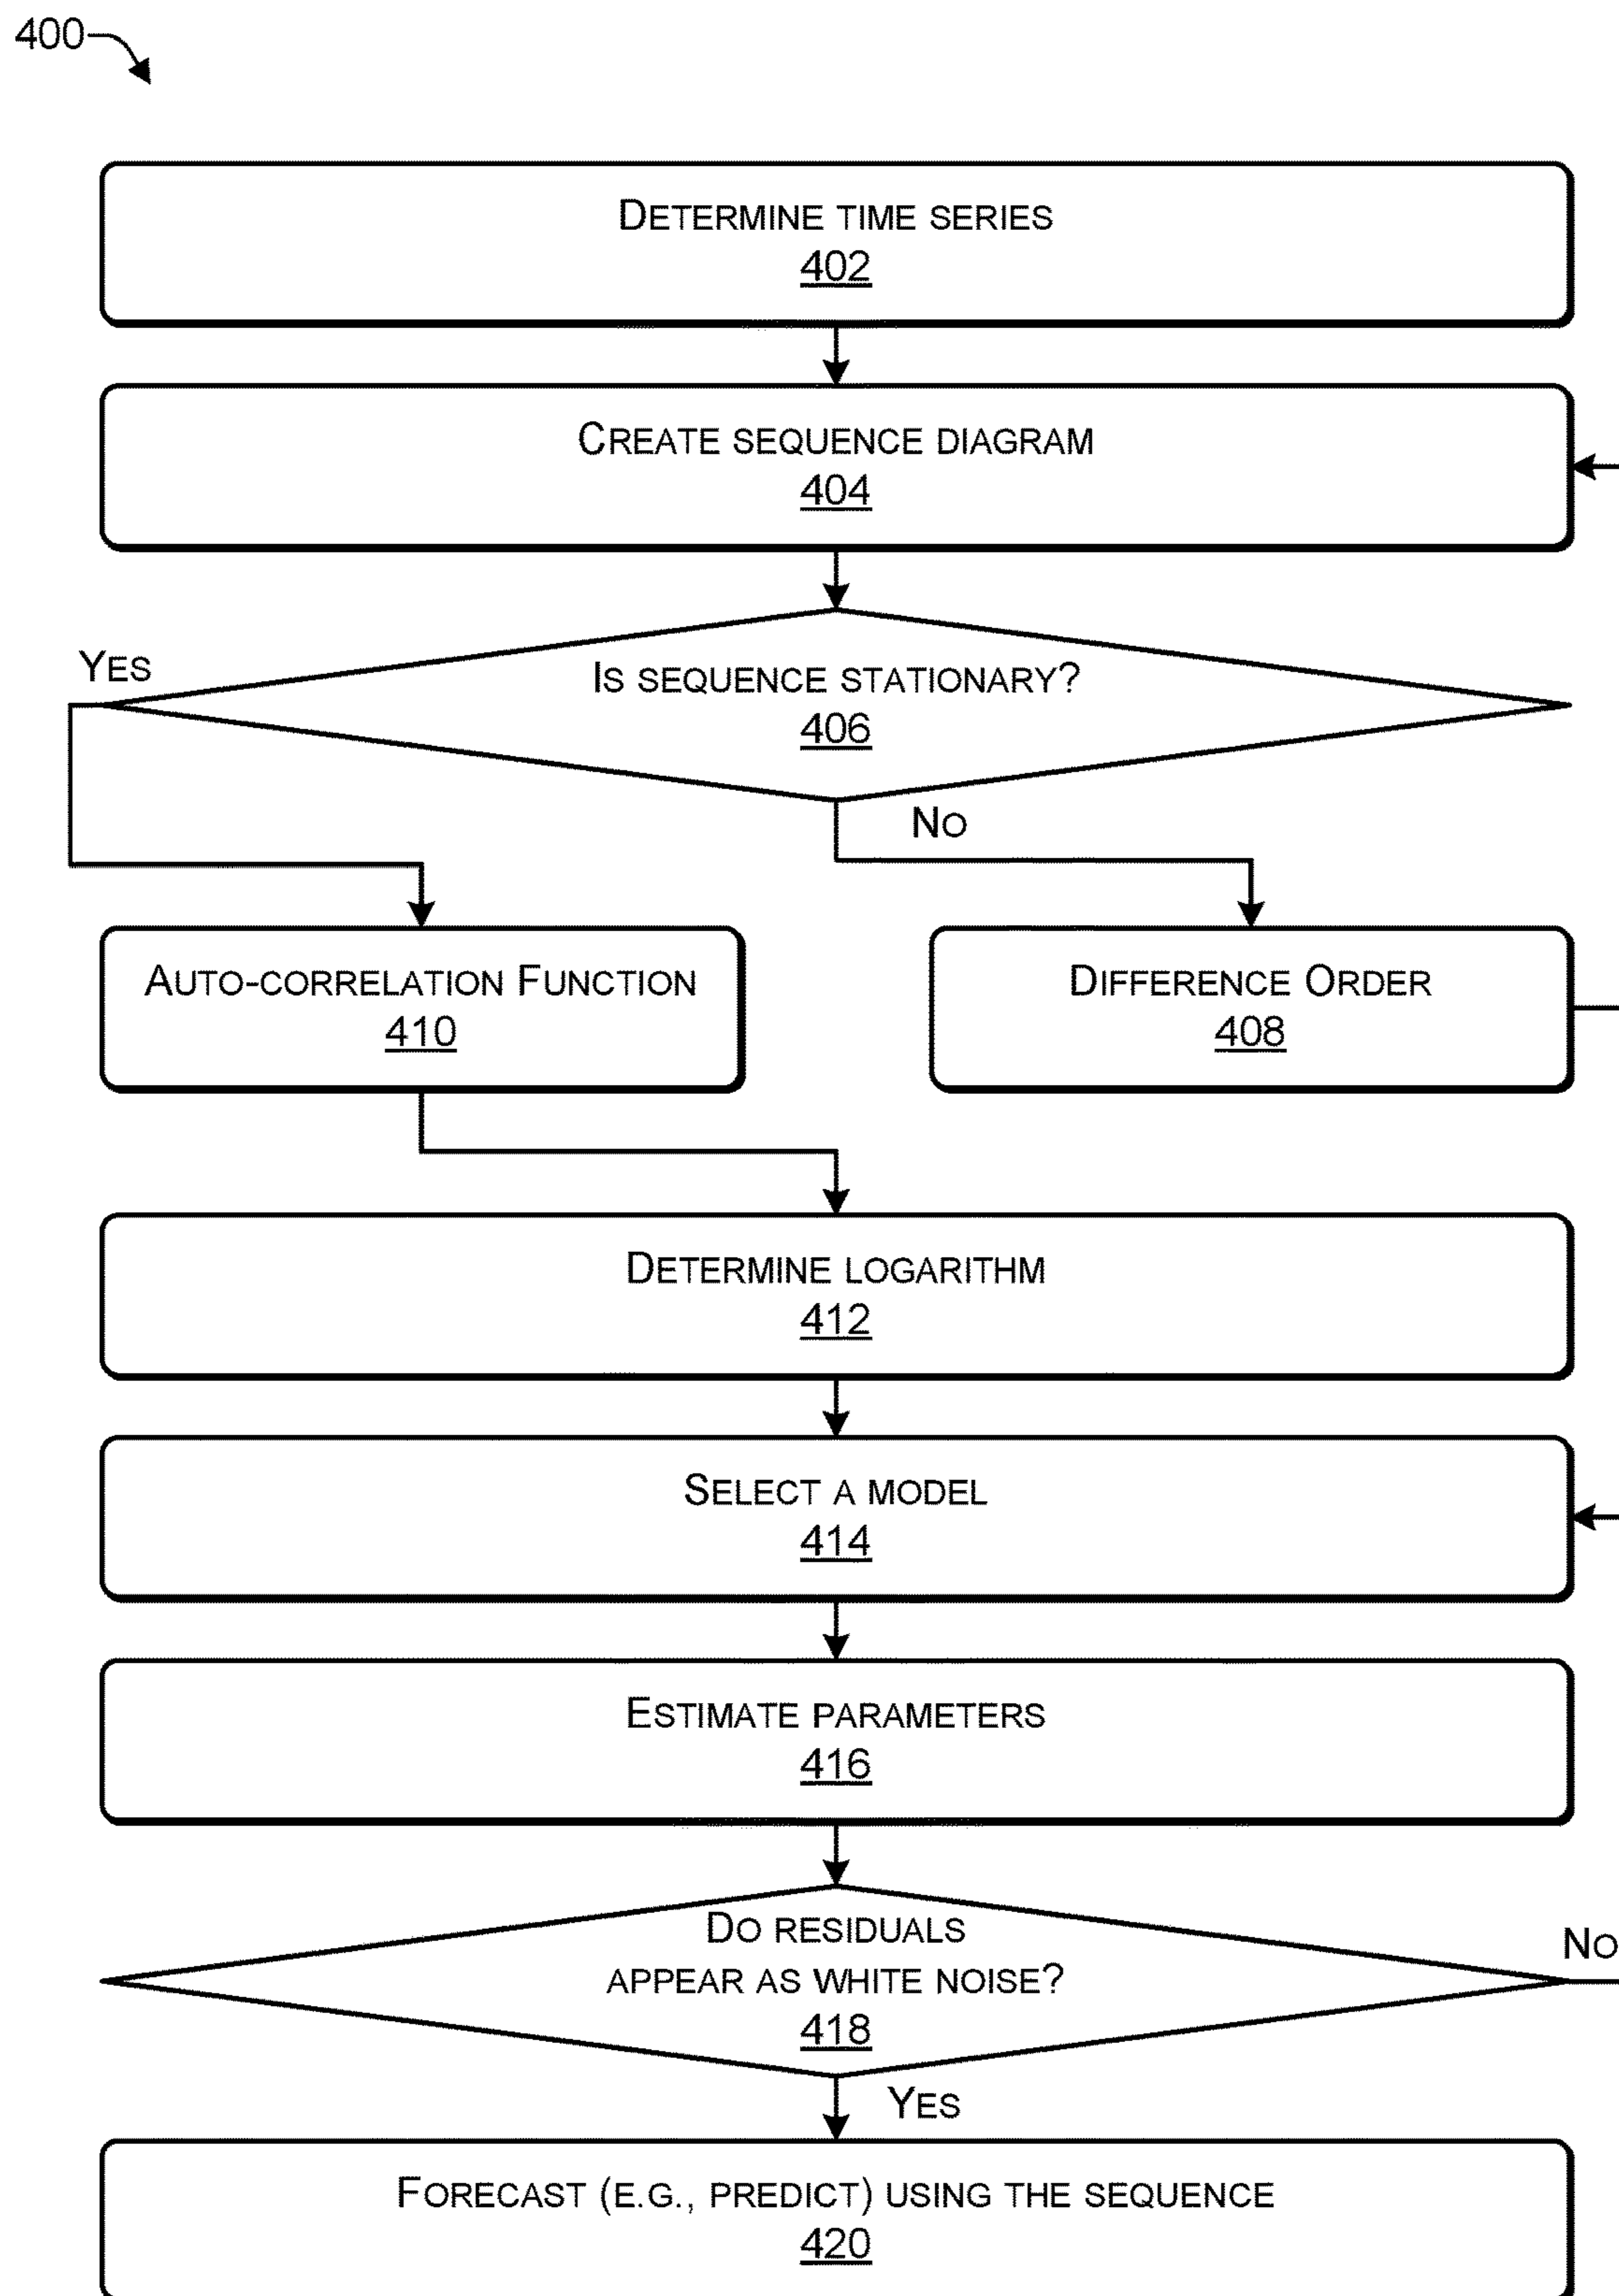 400
DETERMINE TIME SERIES
402
CREATE SEQUENCE DIAGRAM
404
YES
IS SEQUENCE STATIONARY?
406
NO
AUTO-CORRELATION FUNCTION
410
DIFFERENCE ORDER
408
DETERMINE LOGARITHM
412
SELECT A MODEL
414
ESTIMATE PARAMETERS
416
DO RESIDUALS
APPEAR AS WHITE NOISE?
418
NO
YES
FORECAST (E.G., PREDICT) USING THE SEQUENCE
420